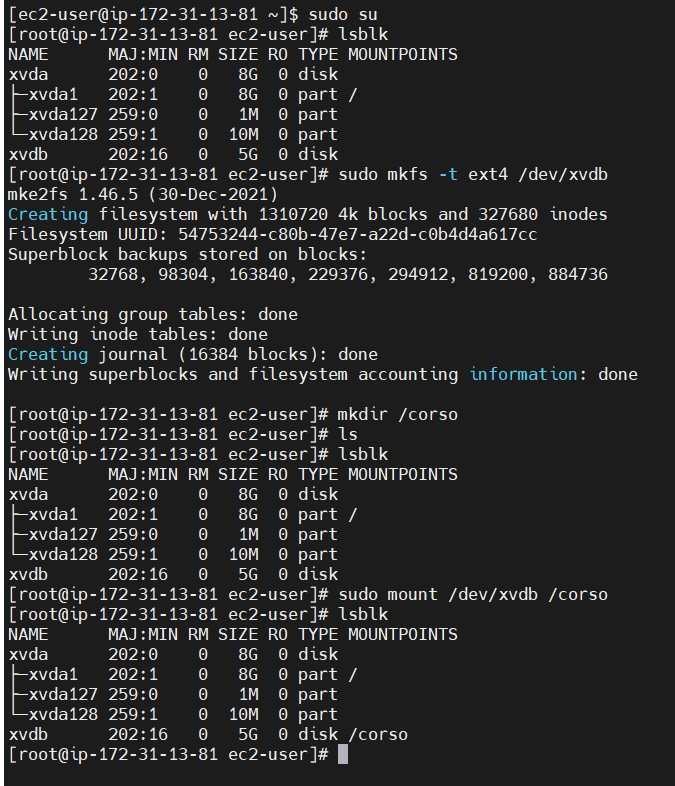 [ec2-user@ip-172-31-13-81 ~]$ sudo su
[root@ip-172-31-13-81 ec2-user]# lsblk
NAME      MAJ:MIN RM SIZE RO TYPE MOUNTPOINTS
xvda      202:0    0   8G  0 disk
├─xvda1   202:1    0   8G  0 part /
├─xvda127 259:0    0   1M  0 part
└─xvda128 259:1    0  10M  0 part
xvdb      202:16   0   5G  0 disk
[root@ip-172-31-13-81 ec2-user]# sudo mkfs -t ext4 /dev/xvdb
mke2fs 1.46.5 (30-Dec-2021)
Creating filesystem with 1310720 4k blocks and 327680 inodes
Filesystem UUID: 54753244-c80b-47e7-a22d-c0b4d4a617cc
Superblock backups stored on blocks:
        32768, 98304, 163840, 229376, 294912, 819200, 884736

Allocating group tables: done
Writing inode tables: done
Creating journal (16384 blocks): done
Writing superblocks and filesystem accounting information: done

[root@ip-172-31-13-81 ec2-user]# mkdir /corso
[root@ip-172-31-13-81 ec2-user]# ls
[root@ip-172-31-13-81 ec2-user]# lsblk
NAME      MAJ:MIN RM SIZE RO TYPE MOUNTPOINTS
xvda      202:0    0   8G  0 disk
├─xvda1   202:1    0   8G  0 part /
├─xvda127 259:0    0   1M  0 part
└─xvda128 259:1    0  10M  0 part
xvdb      202:16   0   5G  0 disk
[root@ip-172-31-13-81 ec2-user]# sudo mount /dev/xvdb /corso
[root@ip-172-31-13-81 ec2-user]# lsblk
NAME      MAJ:MIN RM SIZE RO TYPE MOUNTPOINTS
xvda      202:0    0   8G  0 disk
├─xvda1   202:1    0   8G  0 part /
├─xvda127 259:0    0   1M  0 part
└─xvda128 259:1    0  10M  0 part
xvdb      202:16   0   5G  0 disk /corso
[root@ip-172-31-13-81 ec2-user]#